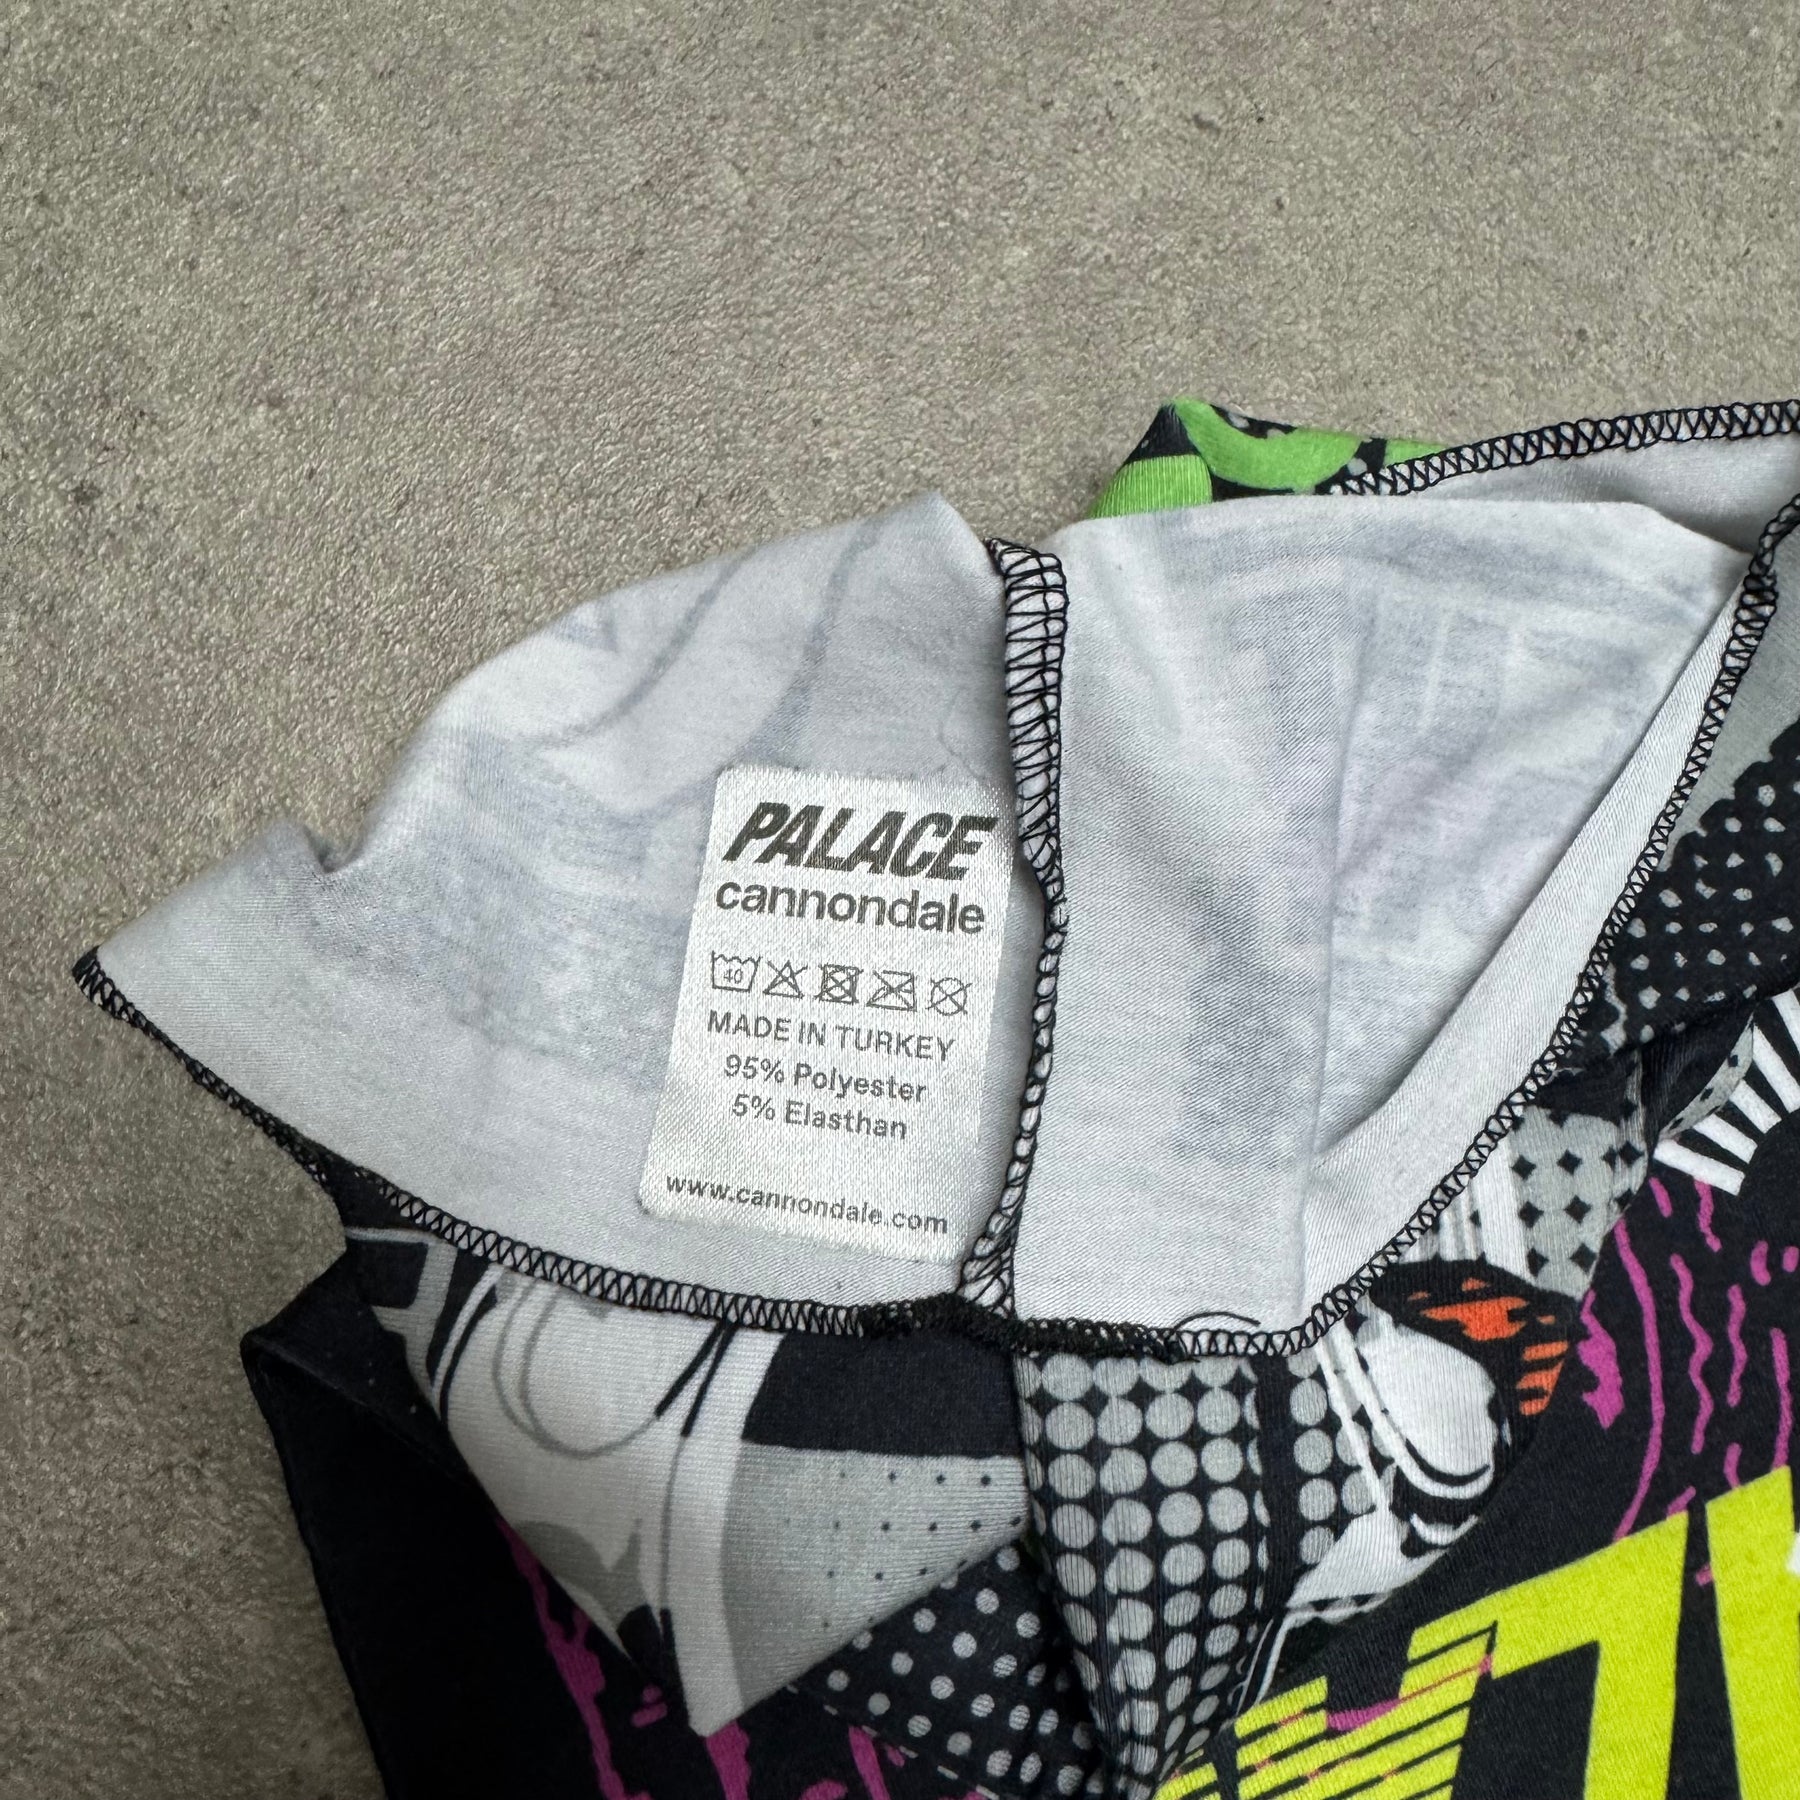 PALACE
cannondale
40
MADE IN TURKEY
95% Polyester
5% Elasthan
www.cannondale.com